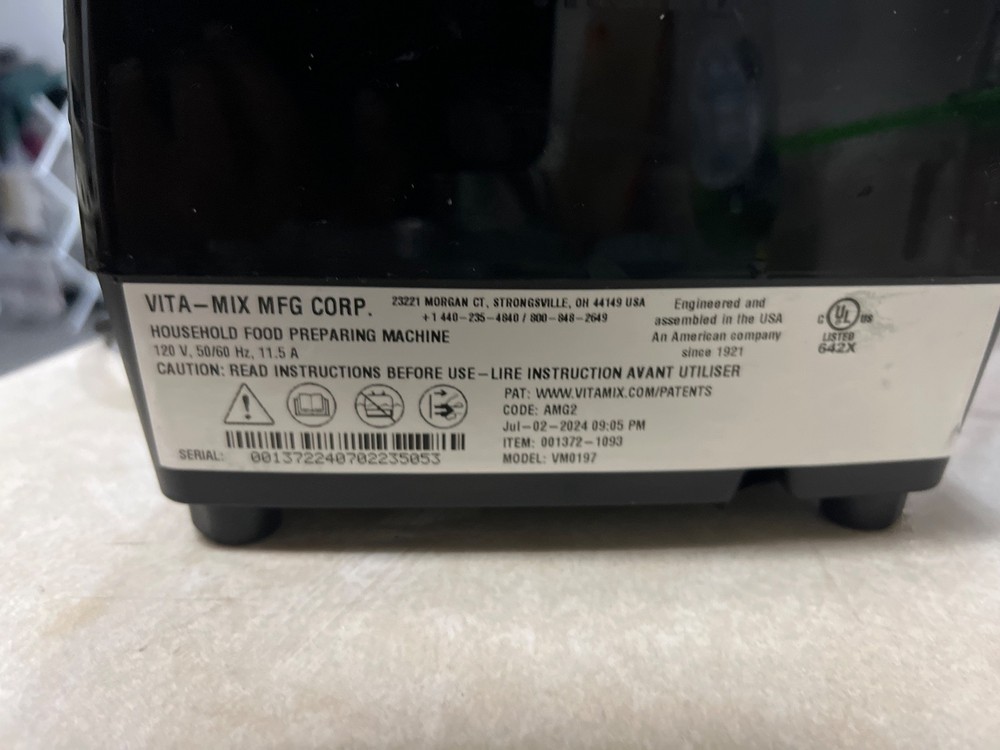 VITA-MIX MFG CORP.
23221 MORGAN CT, STRONGSVILLE, OH 44149 USA
+1 440-235-4840 / 800-848-2649
Engineered and
assembled in the USA
An American company
since 1921
C UL US
LISTED
642X
HOUSEHOLD FOOD PREPARING MACHINE
120 V, 50/60 Hz, 11.5 A
CAUTION: READ INSTRUCTIONS BEFORE USE-LIRE INSTRUCTION AVANT UTILISER
PAT: WWW.VITAMIX.COM/PATENTS
CODE: AMG2
Jul-02-2024 09:05 PM
ITEM: 001372-1093
MODEL: VM0197
SERIAL: 001372240702235053